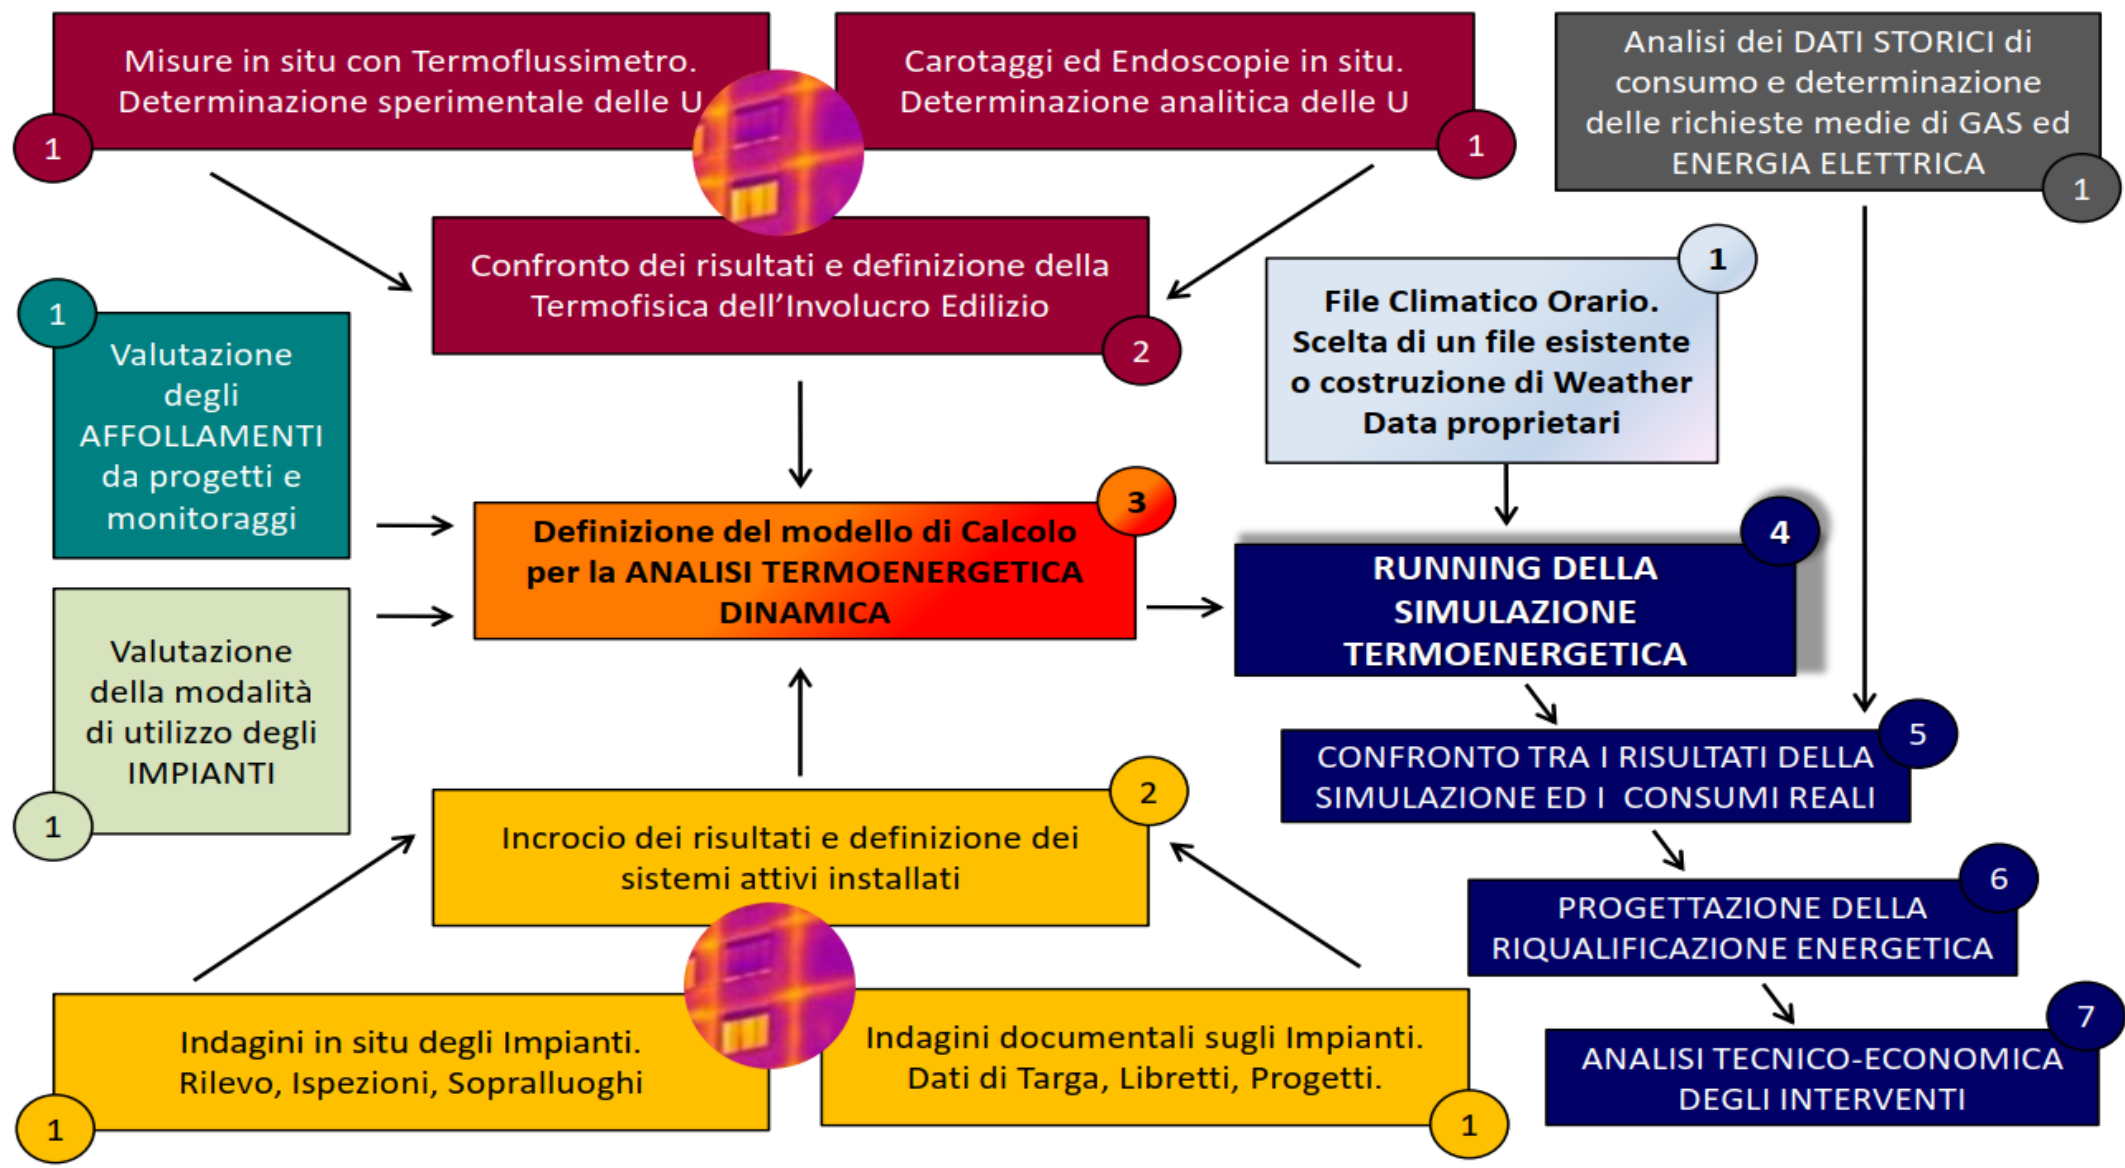 Misure in situ con Termoflussimetro.
Determinazione sperimentale delle U
1
Carotaggi ed Endoscopie in situ.
Determinazione analitica delle U
1
Analisi dei DATI STORICI di
consumo e determinazione
delle richieste medie di GAS ed
ENERGIA ELETTRICA
1
Confronto dei risultati e definizione della
Termofisica dell’Involucro Edilizio
2
1
File Climatico Orario.
Scelta di un file esistente
o costruzione di Weather
Data proprietari
1
Valutazione
degli
AFFOLLAMENTI
da progetti e
monitoraggi
3
Definizione del modello di Calcolo
per la ANALISI TERMOENERGETICA
DINAMICA
4
RUNNING DELLA
SIMULAZIONE
TERMOENERGETICA
Valutazione
della modalità
di utilizzo degli
IMPIANTI
1
5
CONFRONTO TRA I RISULTATI DELLA
SIMULAZIONE ED I  CONSUMI REALI
2
Incrocio dei risultati e definizione dei
sistemi attivi installati
6
PROGETTAZIONE DELLA
RIQUALIFICAZIONE ENERGETICA
Indagini in situ degli Impianti.
Rilevo, Ispezioni, Sopralluoghi
1
Indagini documentali sugli Impianti.
Dati di Targa, Libretti, Progetti.
1
7
ANALISI TECNICO-ECONOMICA
DEGLI INTERVENTI